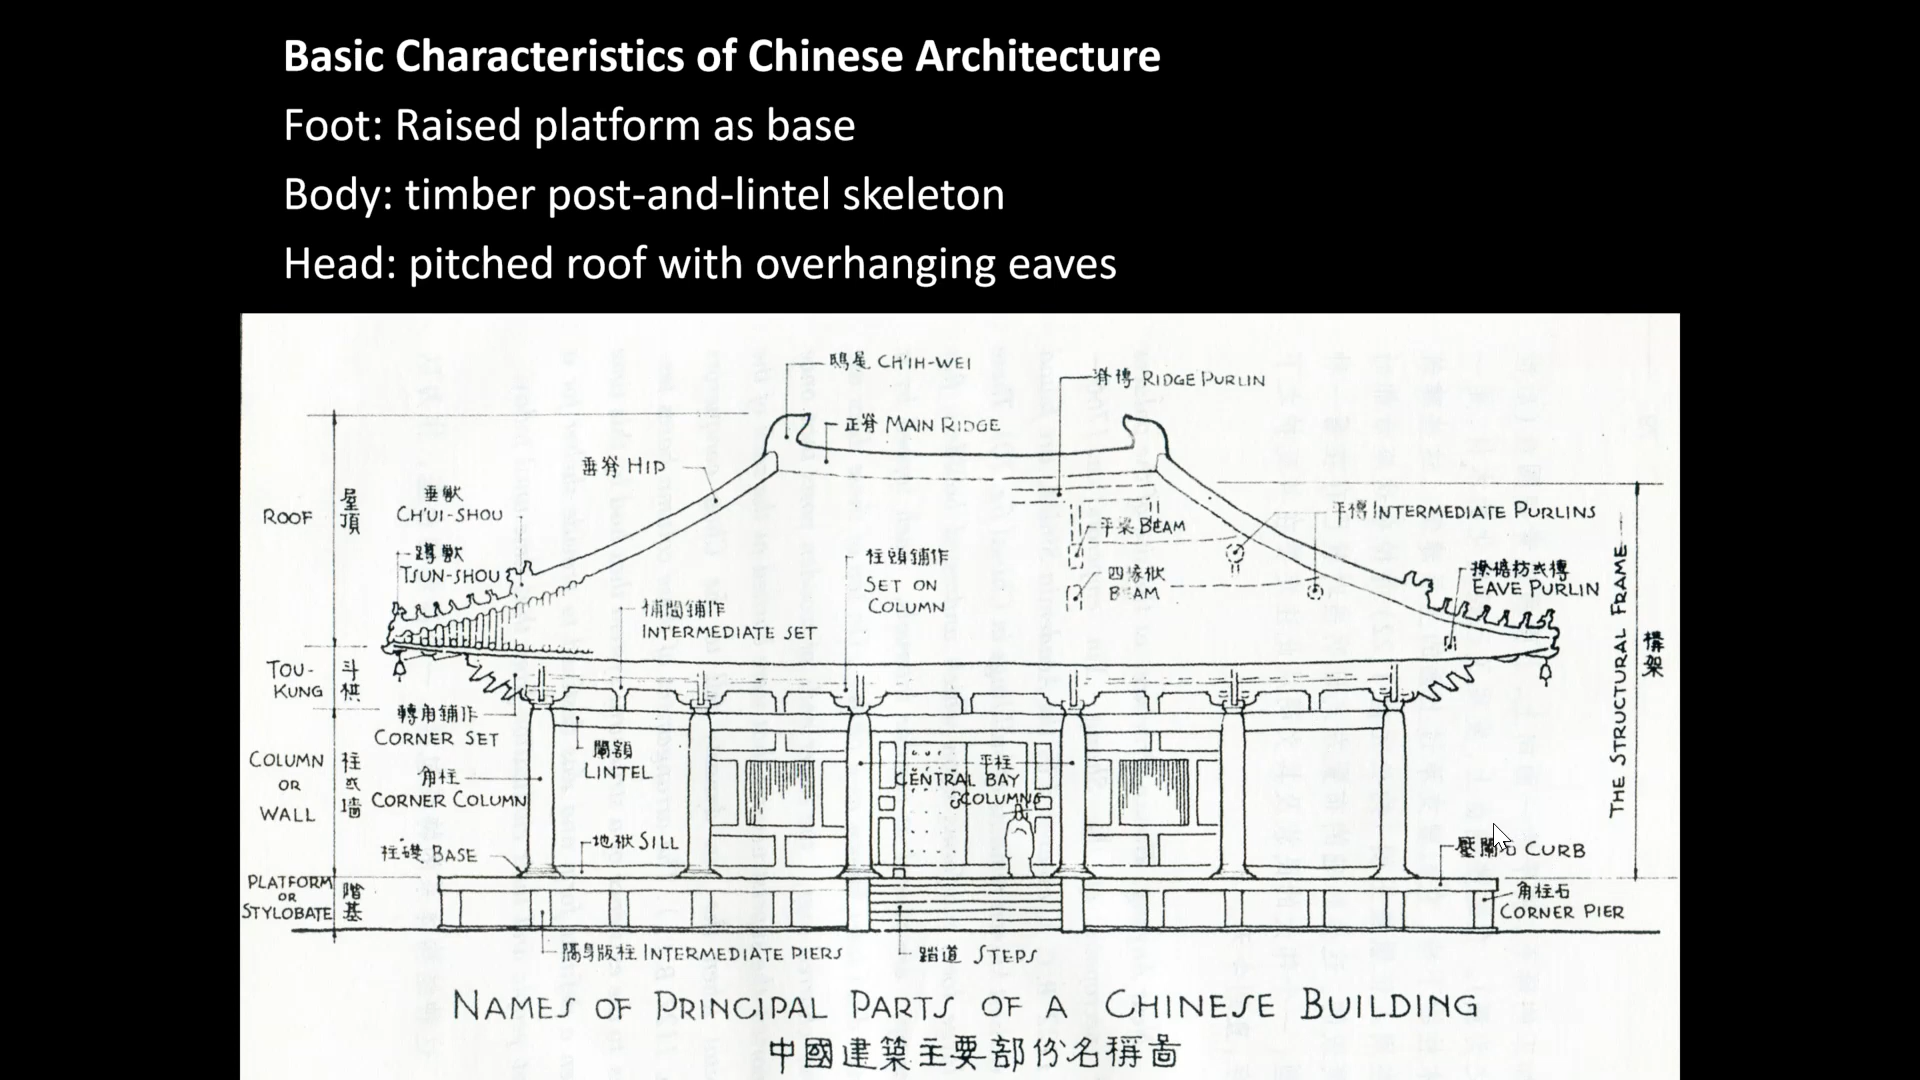 Basic Characteristics of Chinese Architecture
Foot: Raised platform as base
Body: timber post-and-lintel skeleton
Head: pitched roof with overhanging eaves
鴟尾 CH'IH-WEI
脊槫 RIDGE PURLIN
正脊 MAIN RIDGE
垂脊 HIP
ROOF
屋頂
垂獸
CH'UI-SHOU
蹲獸
TSUN-SHOU
平梁 BEAM
平槫 INTERMEDIATE PURLINS
四椽栿
BEAM
柱頭鋪作
SET ON
COLUMN
橑檐枋或槫
EAVE PURLIN
補間鋪作
INTERMEDIATE SET
THE STRUCTURAL FRAME
構架
TOU-
KUNG
斗栱
轉角鋪作
CORNER SET
闌額
LINTEL
COLUMN
OR
WALL
柱或墻
角柱
CORNER COLUMN
平柱
CENTRAL BAY
COLUMNS
柱礎 BASE
地栿 SILL
壓闌石 CURB
PLATFORM
OR
STYLOBATE
階基
角柱石
CORNER PIER
隔身版柱 INTERMEDIATE PIERS
踏道 STEPS
NAMES OF PRINCIPAL PARTS OF A CHINESE BUILDING
中國建築主要部份名稱圖